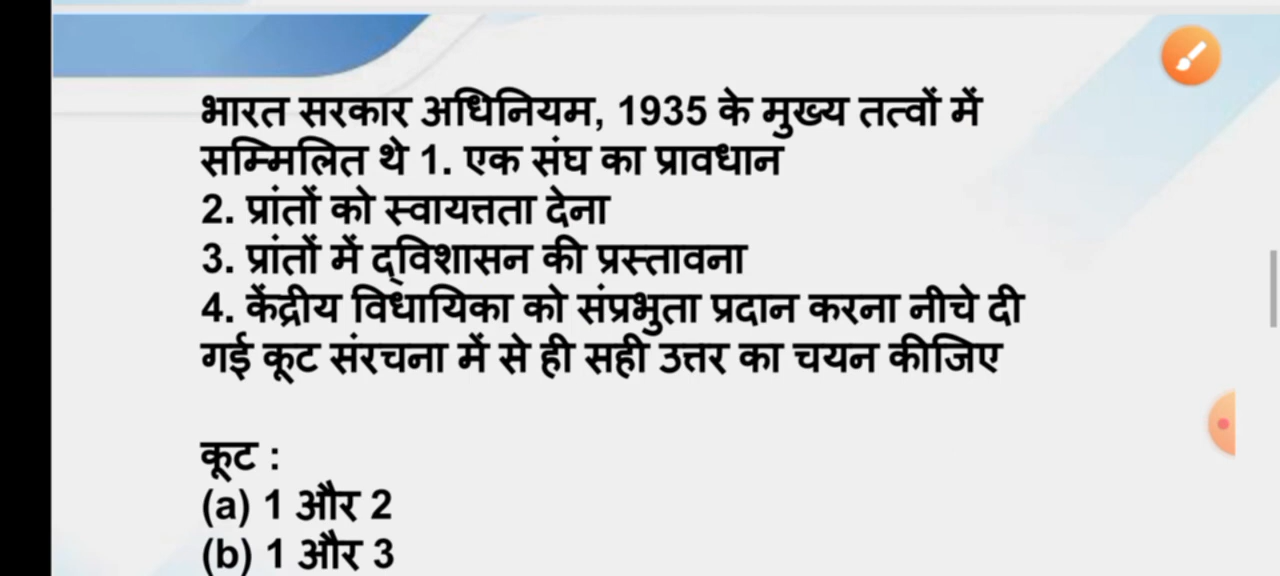 भारत सरकार अधिनियम, 1935 के मुख्य तत्वों में
सम्मिलित थे 1. एक संघ का प्रावधान
2. प्रांतों को स्वायत्तता देना
3. प्रांतों में द्विशासन की प्रस्तावना
4. केंद्रीय विधायिका को संप्रभुता प्रदान करना नीचे दी
गई कूट संरचना में से ही सही उत्तर का चयन कीजिए
कूट :
(a) 1 और 2
(b) 1 और 3